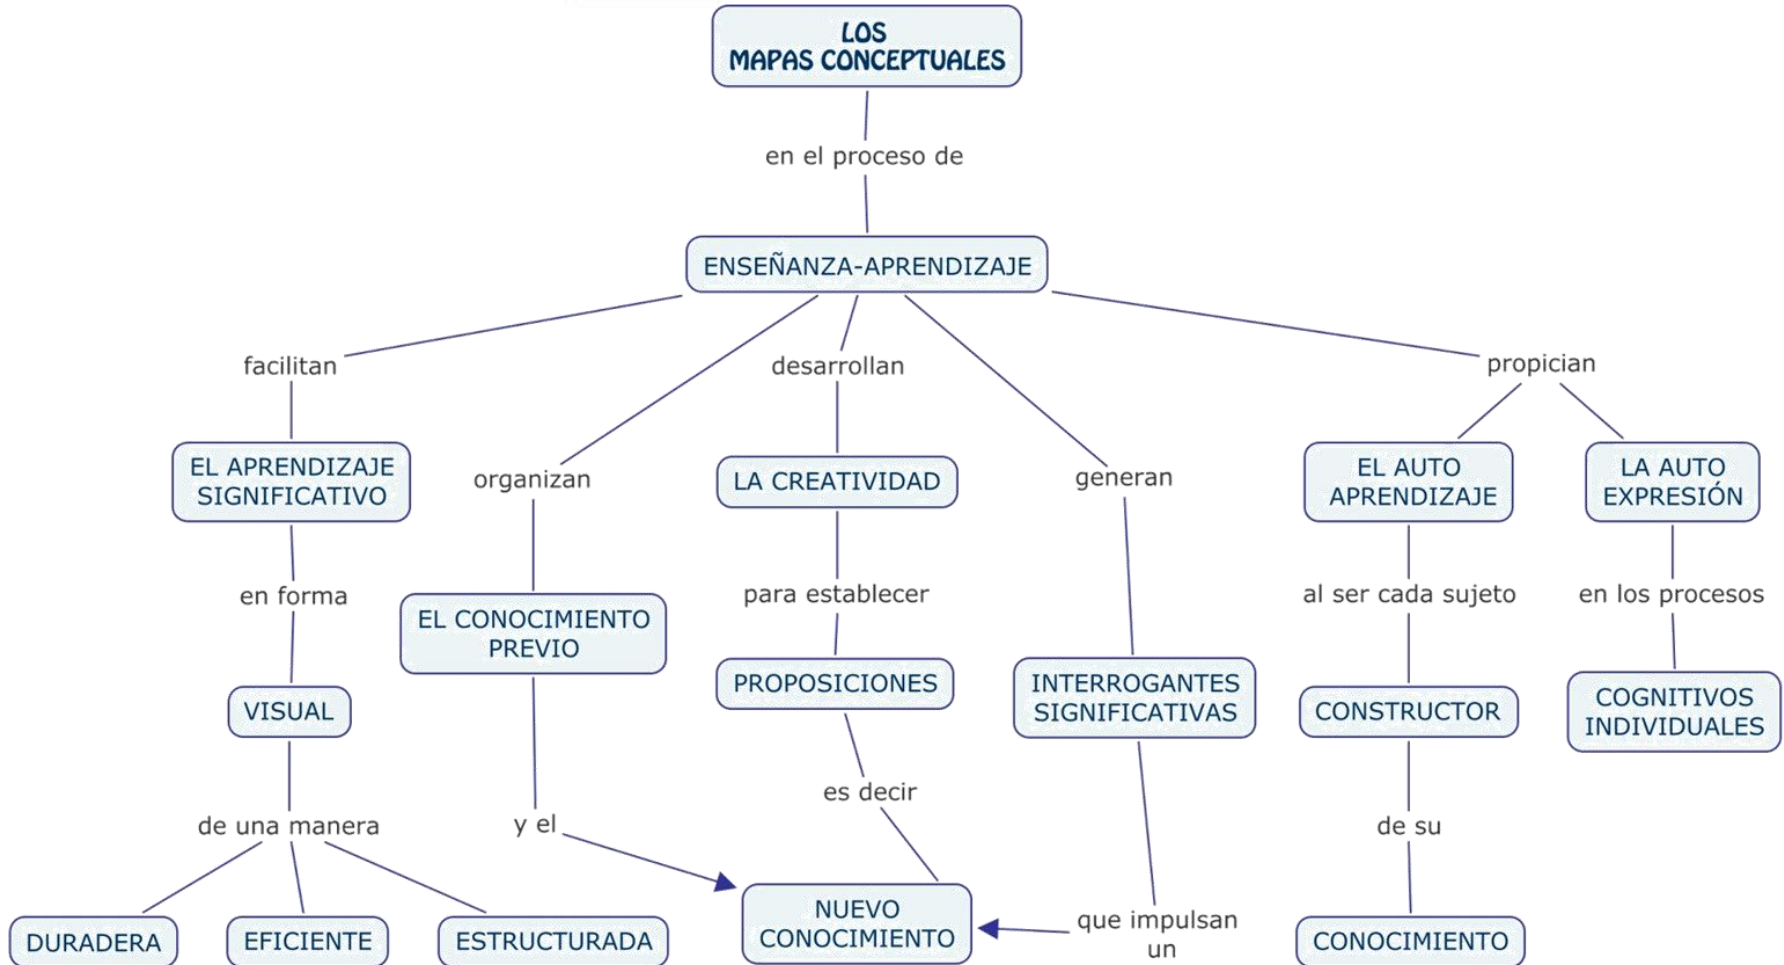 LOS
MAPAS CONCEPTUALES
en el proceso de
ENSEÑANZA-APRENDIZAJE
facilitan
desarrollan
propician
EL APRENDIZAJE
SIGNIFICATIVO
organizan
LA CREATIVIDAD
generan
EL AUTO
APRENDIZAJE
LA AUTO
EXPRESIÓN
en forma
EL CONOCIMIENTO
PREVIO
para establecer
al ser cada sujeto
en los procesos
VISUAL
PROPOSICIONES
INTERROGANTES
SIGNIFICATIVAS
CONSTRUCTOR
COGNITIVOS
INDIVIDUALES
de una manera
y el
es decir
de su
DURADERA
EFICIENTE
ESTRUCTURADA
NUEVO
CONOCIMIENTO
que impulsan
un
CONOCIMIENTO